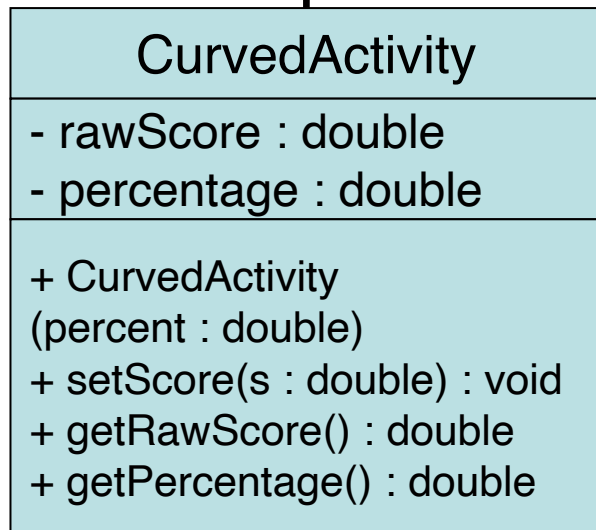 CurvedActivity
- rawScore : double
- percentage : double
+ CurvedActivity
(percent : double)
+ setScore(s : double) : void
+ getRawScore() : double
+ getPercentage() : double